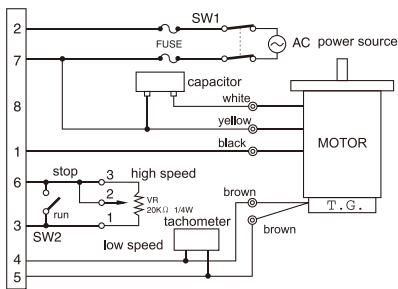 SW1
2
FUSE
AC power source
7
capacitor
8
white
yellow
MOTOR
black
1
stop
6
3 high speed
2
VR
20KΩ 1/4W
run
brown
T.G.
tachometer
3
1
SW2
low speed
brown
4
5